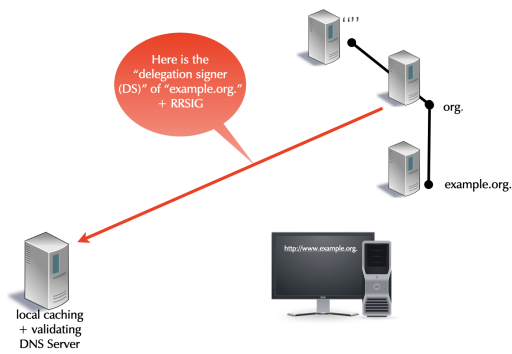 “”
Here is the
“delegation signer
(DS)” of “example.org.”
+ RRSIG
org.
example.org.
http://www.example.org.
local caching
+ validating
DNS Server